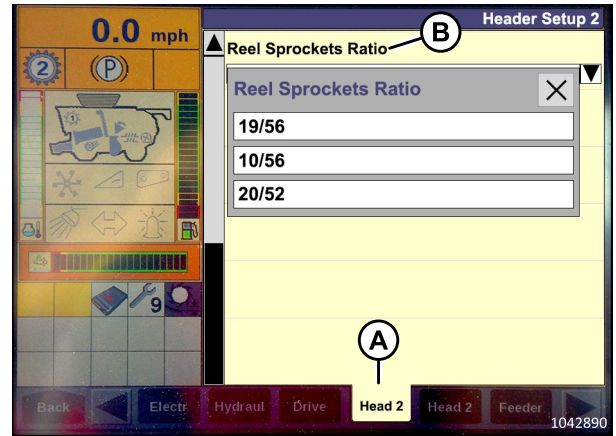 Header Setup 2
0.0 mph
B
Reel Sprockets Ratio
2
(P)
Reel Sprockets Ratio
19/56
10/56
20/52
9
A
Back
Electr
Hydraul
Drive
Head 2
Head 2
Feeder
1042890